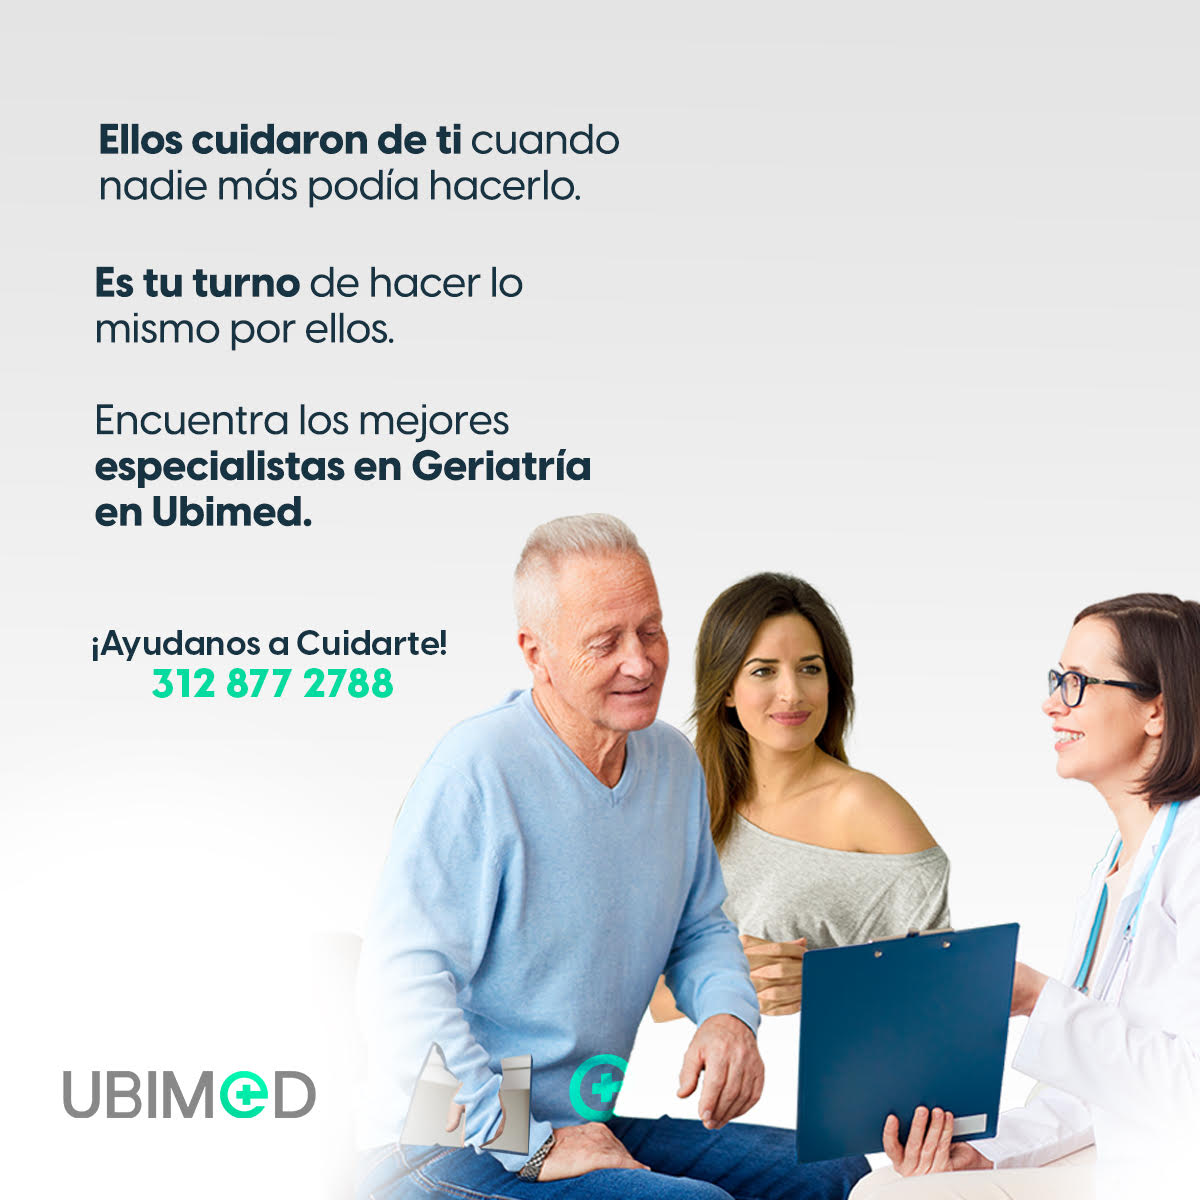 Ellos cuidaron de ti cuando
nadie más podía hacerlo.
Es tu turno de hacer lo
mismo por ellos.
Encuentra los mejores
especialistas en Geriatría
en Ubimed.
¡Ayudanos a Cuidarte!
312 877 2788
UBIMED